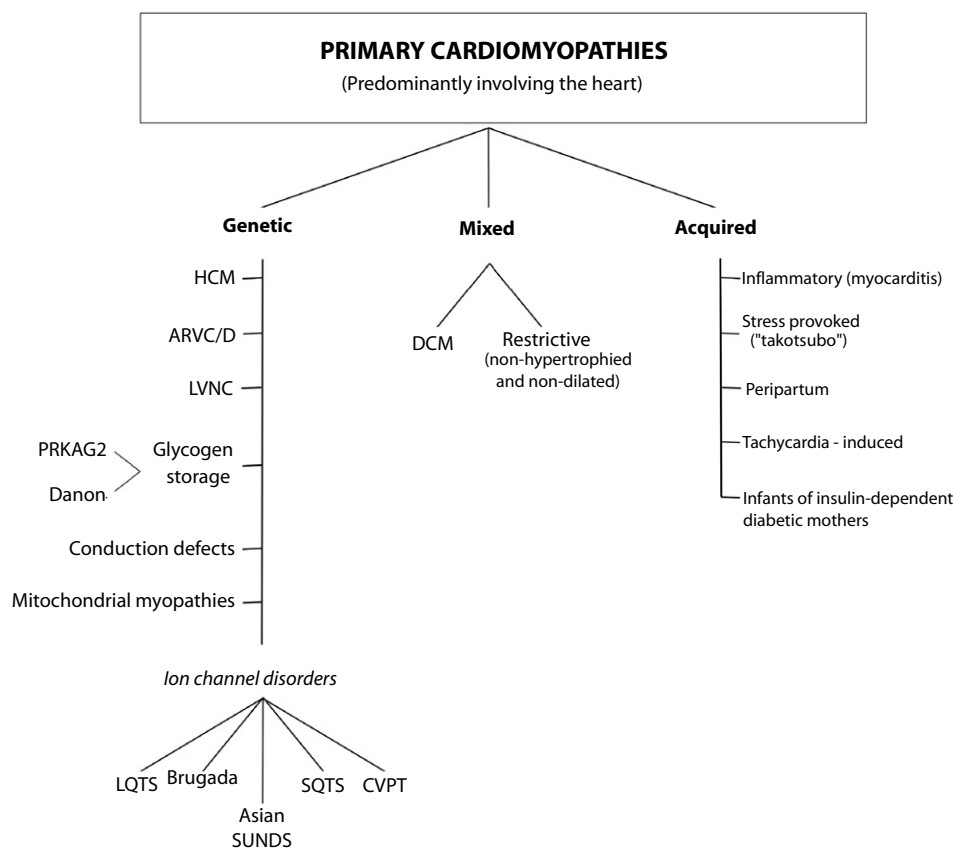 PRIMARY CARDIOMYOPATHIES
(Predominantly involving the heart)
Genetic
Mixed
Acquired
HCM
ARVC/D
LVNC
PRKAG2
Danon
Glycogen
storage
Conduction defects
Mitochondrial myopathies
Ion channel disorders
LQTS
Brugada
Asian
SUNDS
SQTS
CVPT
DCM
Restrictive
(non-hypertrophied
and non-dilated)
Inflammatory (myocarditis)
Stress provoked
("takotsubo")
Peripartum
Tachycardia - induced
Infants of insulin-dependent
diabetic mothers